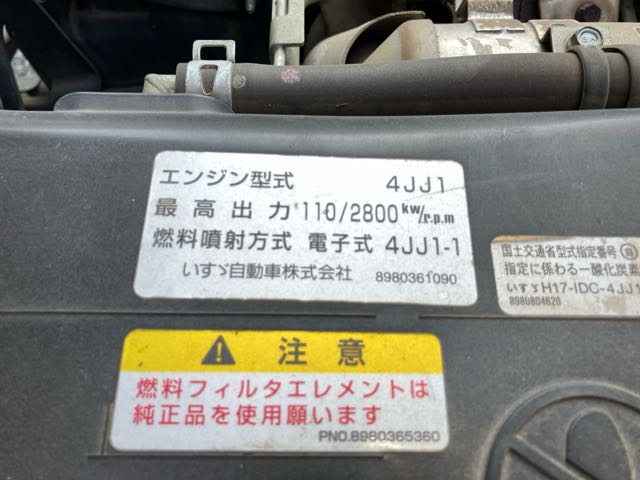 エンジン型式 4JJ1
最高出力 110/2800 kw/r.p.m
燃料噴射方式 電子式 4JJ1-1
いすゞ自動車株式会社 8980361090
国土交通省型式指定番号
指定に係わる一酸化炭素
いすゞH17-IDC-4JJ1
8980804620
注意
燃料フィルタエレメントは
純正品を使用願います
PNO.8980365360